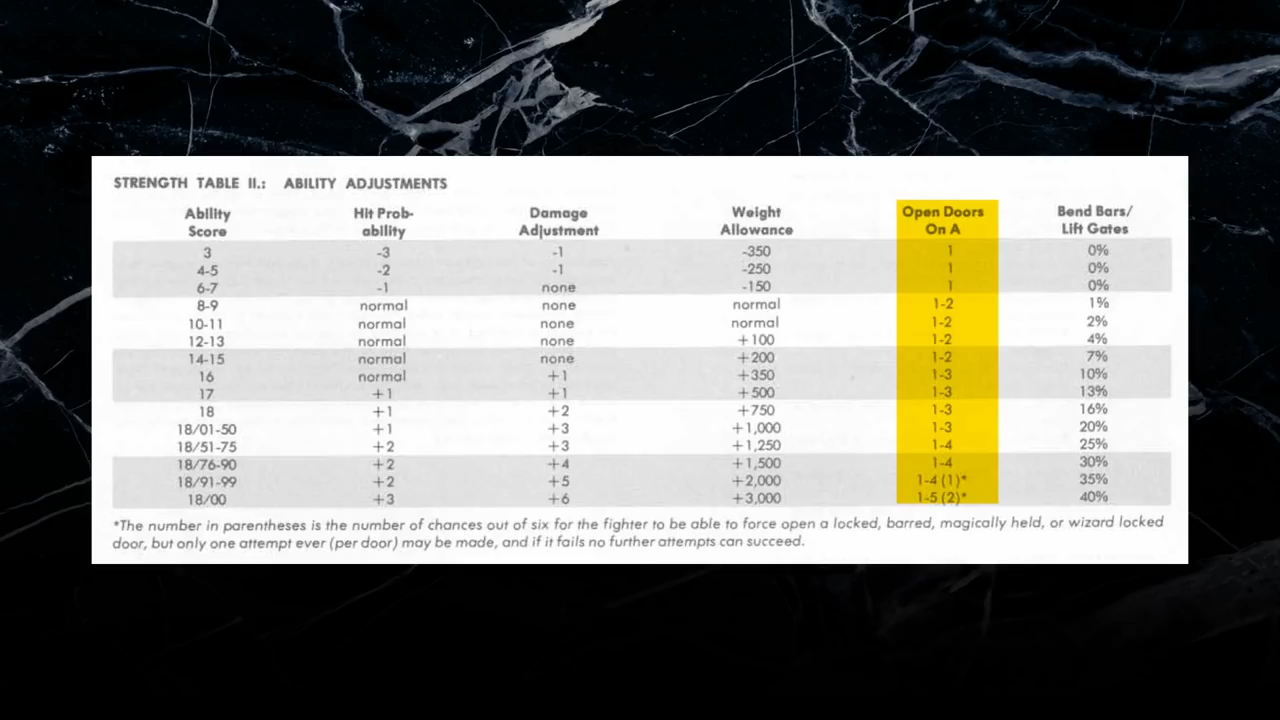 STRENGTH TABLE II.: ABILITY ADJUSTMENTS
Ability Score Hit Prob-ability Damage Adjustment Weight Allowance Open Doors On A Bend Bars/ Lift Gates
3 -3 -1 -350 1 0%
4-5 -2 -1 -250 1 0%
6-7 -1 none -150 1 0%
8-9 normal none normal 1-2 1%
10-11 normal none normal 1-2 2%
12-13 normal none +100 1-2 4%
14-15 normal none +200 1-2 7%
16 normal +1 +350 1-3 10%
17 +1 +1 +500 1-3 13%
18 +1 +2 +750 1-3 16%
18/01-50 +1 +3 +1,000 1-3 20%
18/51-75 +2 +3 +1,250 1-4 25%
18/76-90 +2 +4 +1,500 1-4 30%
18/91-99 +2 +5 +2,000 1-4 (1)* 35%
18/00 +3 +6 +3,000 1-5 (2)* 40%
*The number in parentheses is the number of chances out of six for the fighter to be able to force open a locked, barred, magically held, or wizard locked
door, but only one attempt ever (per door) may be made, and if it fails no further attempts can succeed.